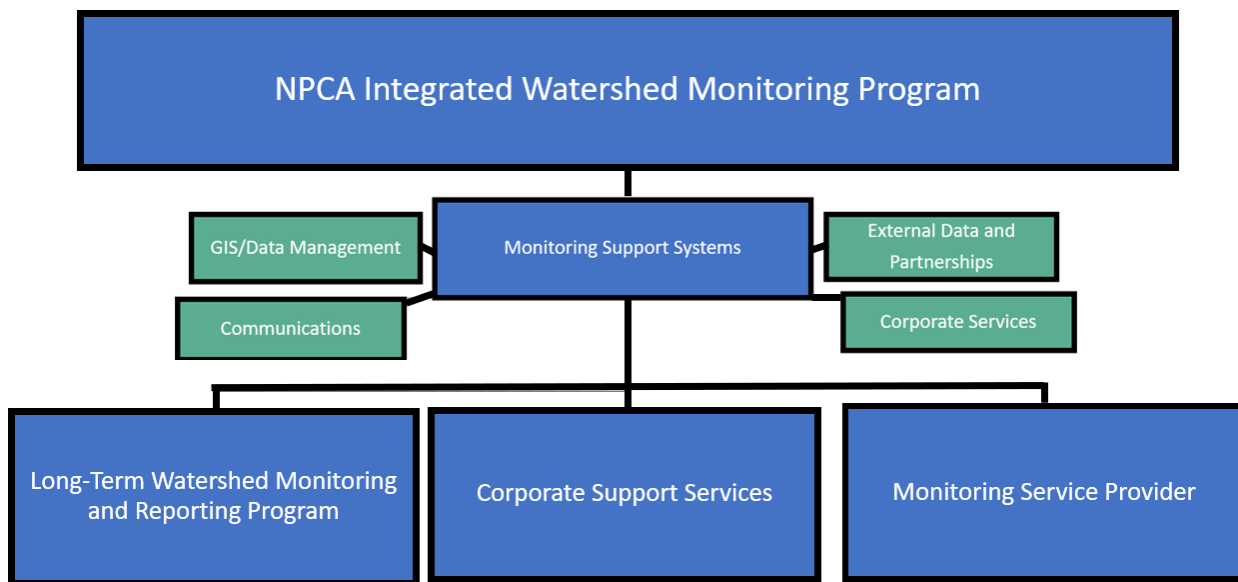 NPCA Integrated Watershed Monitoring Program
GIS/Data Management
Monitoring Support Systems
External Data and
Partnerships
Communications
Corporate Services
Long-Term Watershed Monitoring
and Reporting Program
Corporate Support Services
Monitoring Service Provider